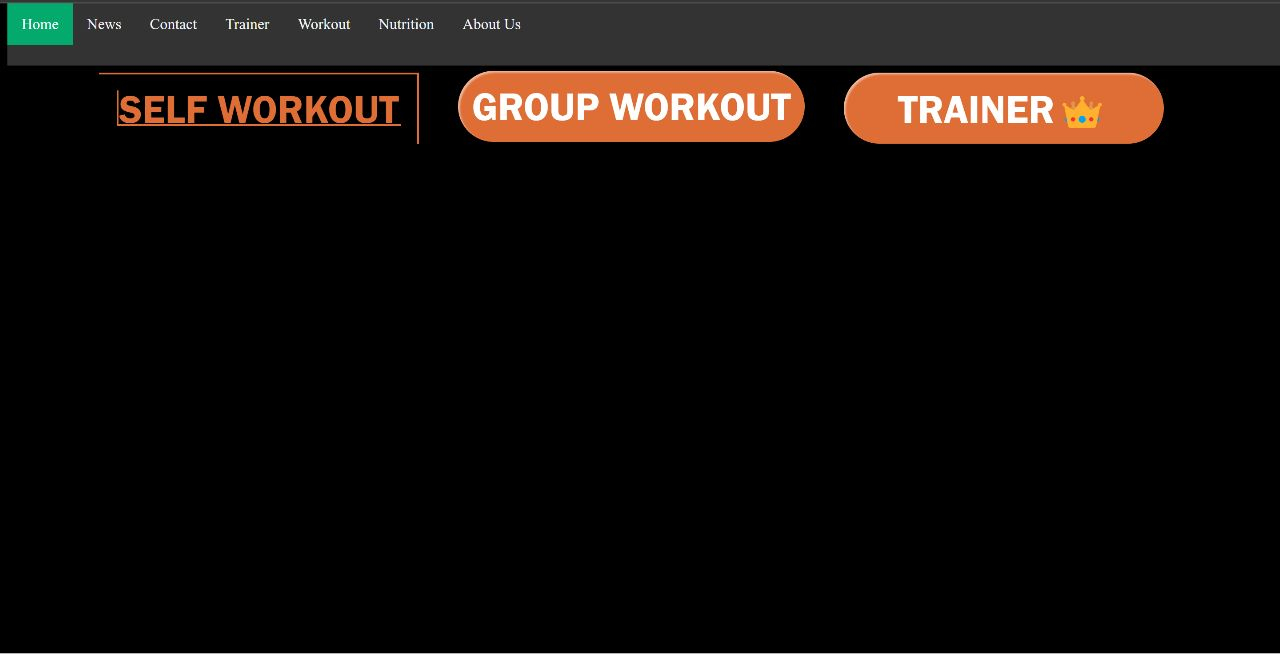 Home News Contact Trainer Workout Nutrition About Us
SELF WORKOUT GROUP WORKOUT TRAINER 👑